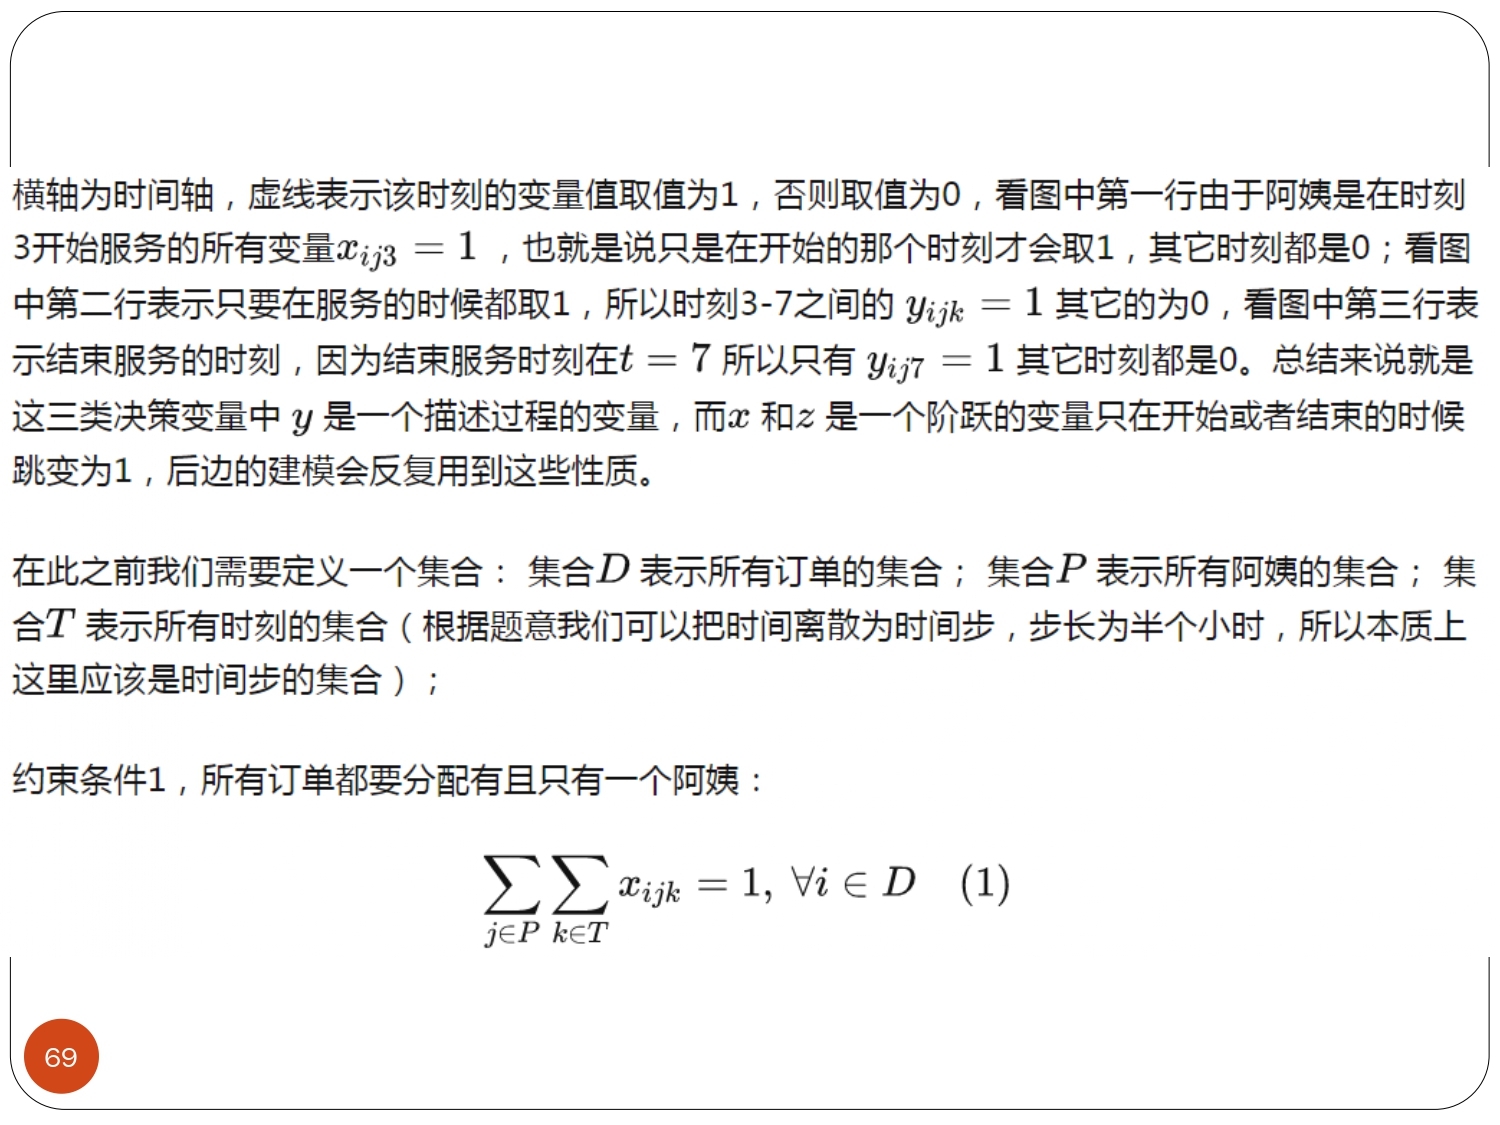 横轴为时间轴，虚线表示该时刻的变量值取值为1，否则取值为0，看图中第一行由于阿姨是在时刻
3开始服务的所有变量$x_{ij3} = 1$ ，也就是说只是在开始的那个时刻才会取1，其它时刻都是0；看图
中第二行表示只要在服务的时候都取1，所以时刻3-7之间的 $y_{ijk} = 1$ 其它的为0，看图中第三行表
示结束服务的时刻，因为结束服务时刻在$t = 7$ 所以只有 $y_{ij7} = 1$ 其它时刻都是0。总结来说就是
这三类决策变量中 $y$ 是一个描述过程的变量，而$x$ 和$z$ 是一个阶跃的变量只在开始或者结束的时候
跳变为1，后边的建模会反复用到这些性质。
在此之前我们需要定义一个集合： 集合$D$ 表示所有订单的集合； 集合$P$ 表示所有阿姨的集合； 集
合$T$ 表示所有时刻的集合（根据题意我们可以把时间离散为时间步，步长为半个小时，所以本质上
这里应该是时间步的集合）；
约束条件1，所有订单都要分配有且只有一个阿姨：
$\sum_{j \in P} \sum_{k \in T} x_{ijk} = 1, \forall i \in D \quad (1)$
69